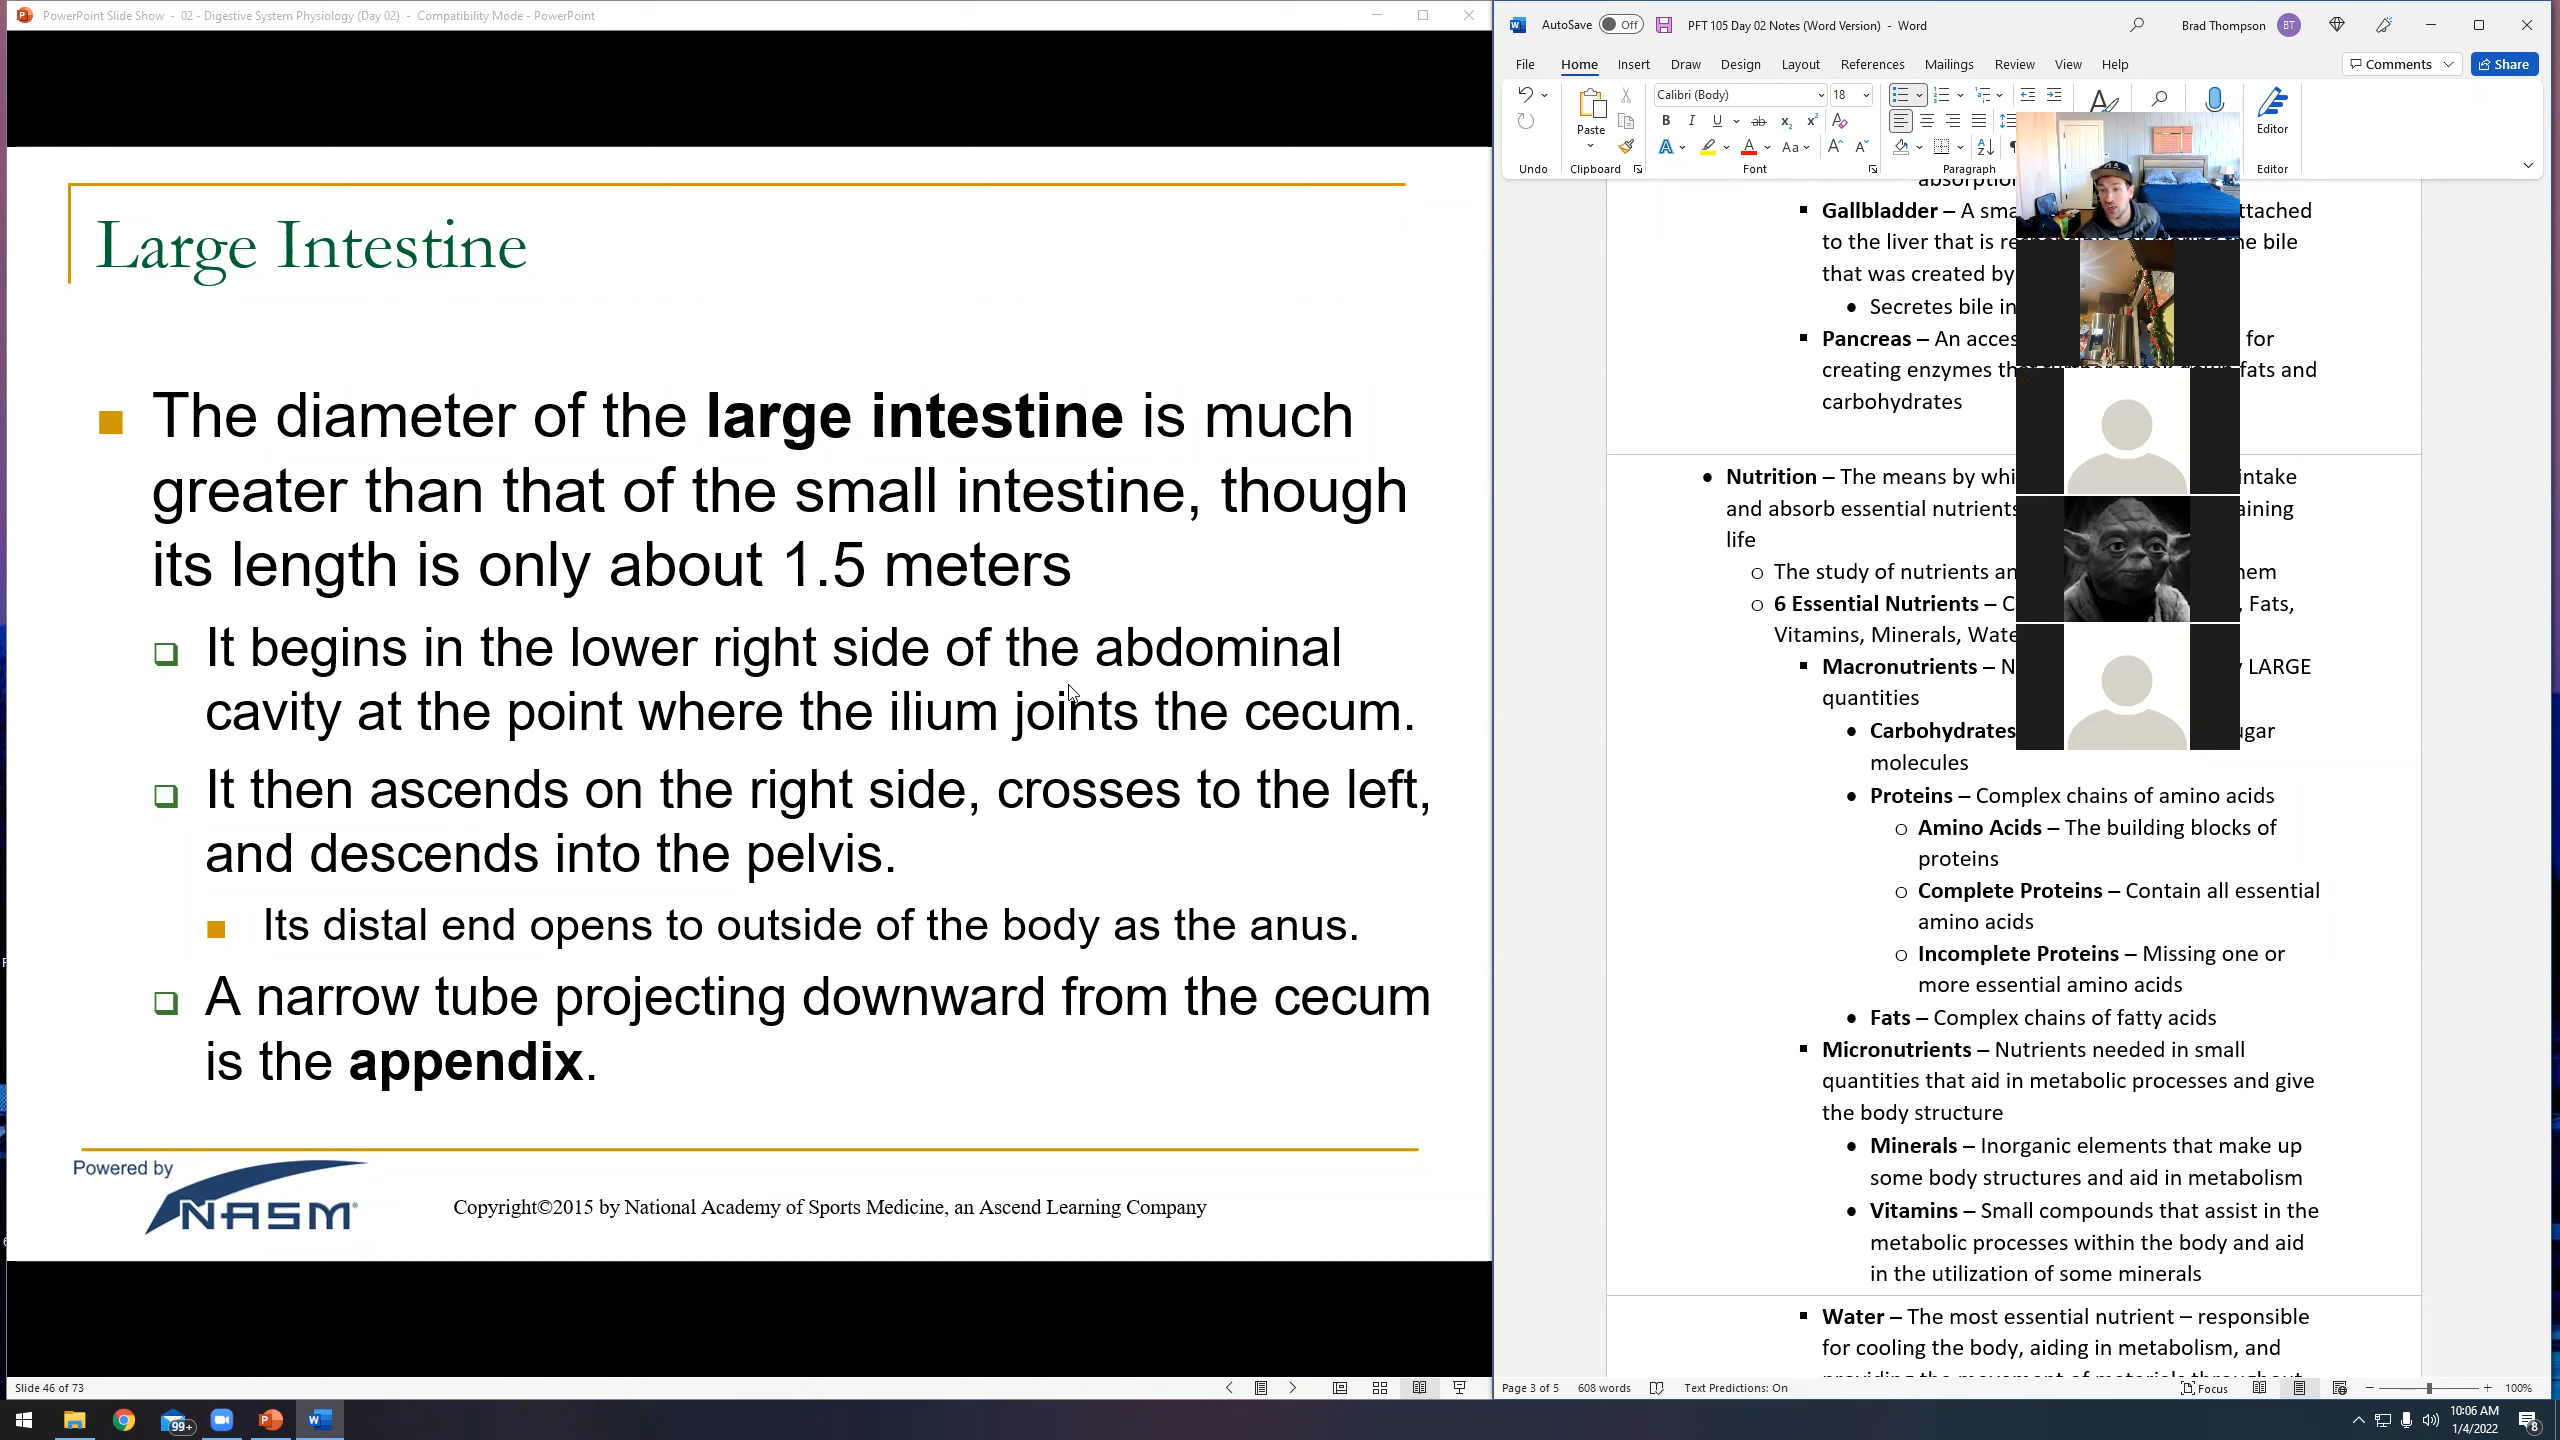 PowerPoint Slide Show - 02 - Digestive System Physiology (Day 02) - Compatibility Mode - PowerPoint
Large Intestine
The diameter of the large intestine is much
greater than that of the small intestine, though
its length is only about 1.5 meters
It begins in the lower right side of the abdominal
cavity at the point where the ilium joints the cecum.
It then ascends on the right side, crosses to the left,
and descends into the pelvis.
Its distal end opens to outside of the body as the anus.
A narrow tube projecting downward from the cecum
is the appendix.
Powered by
NASM
Copyright©2015 by National Academy of Sports Medicine, an Ascend Learning Company
Slide 46 of 73
AutoSave Off PFT 105 Day 02 Notes (Word Version) - Word Brad Thompson BT
File Home Insert Draw Design Layout References Mailings Review View Help Comments Share
Calibri (Body) 18
Paste Editor
Undo Clipboard Font Paragraph Editor
absorption
Gallbladder – A ttached
to the liver that is he bile
that was created by
Secretes bile in
Pancreas – An for
creating enzymes fats and
carbohydrates
Nutrition – The means by intake
and absorb essential nutrients
life
The study of nutrients
6 Essential Nutrients – Fats,
Vitamins, Minerals,
Macronutrients – LARGE
quantities
Carbohydrates
molecules
Proteins – Complex chains of amino acids
Amino Acids – The building blocks of
proteins
Complete Proteins – Contain all essential
amino acids
Incomplete Proteins – Missing one or
more essential amino acids
Fats – Complex chains of fatty acids
Micronutrients – Nutrients needed in small
quantities that aid in metabolic processes and give
the body structure
Minerals – Inorganic elements that make up
some body structures and aid in metabolism
Vitamins – Small compounds that assist in the
metabolic processes within the body and aid
in the utilization of some minerals
Water – The most essential nutrient – responsible
for cooling the body, aiding in metabolism, and
Page 3 of 5 608 words Text Predictions: On Focus 100%
99+
10:06 AM
1/4/2022
8